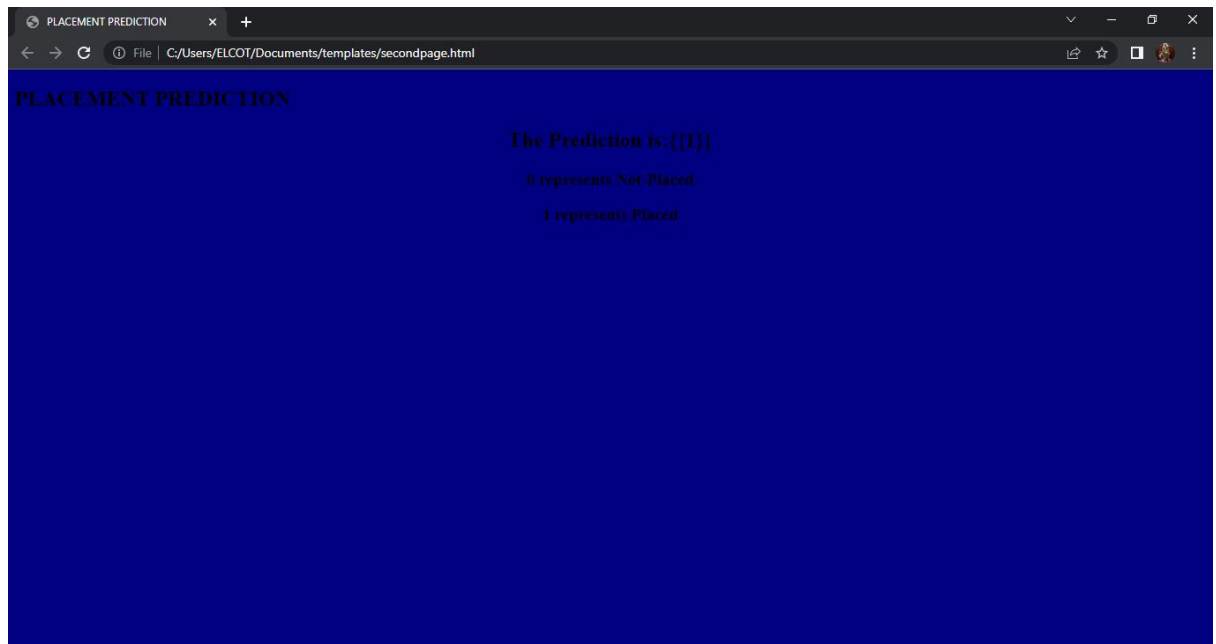 PLACEMENT PREDICTION
File | C:/Users/ELCOT/Documents/templates/secondpage.html
PLACEMENT PREDICTION
The Prediction is:{{1}}
0 represents Not Placed
1 represents Placed